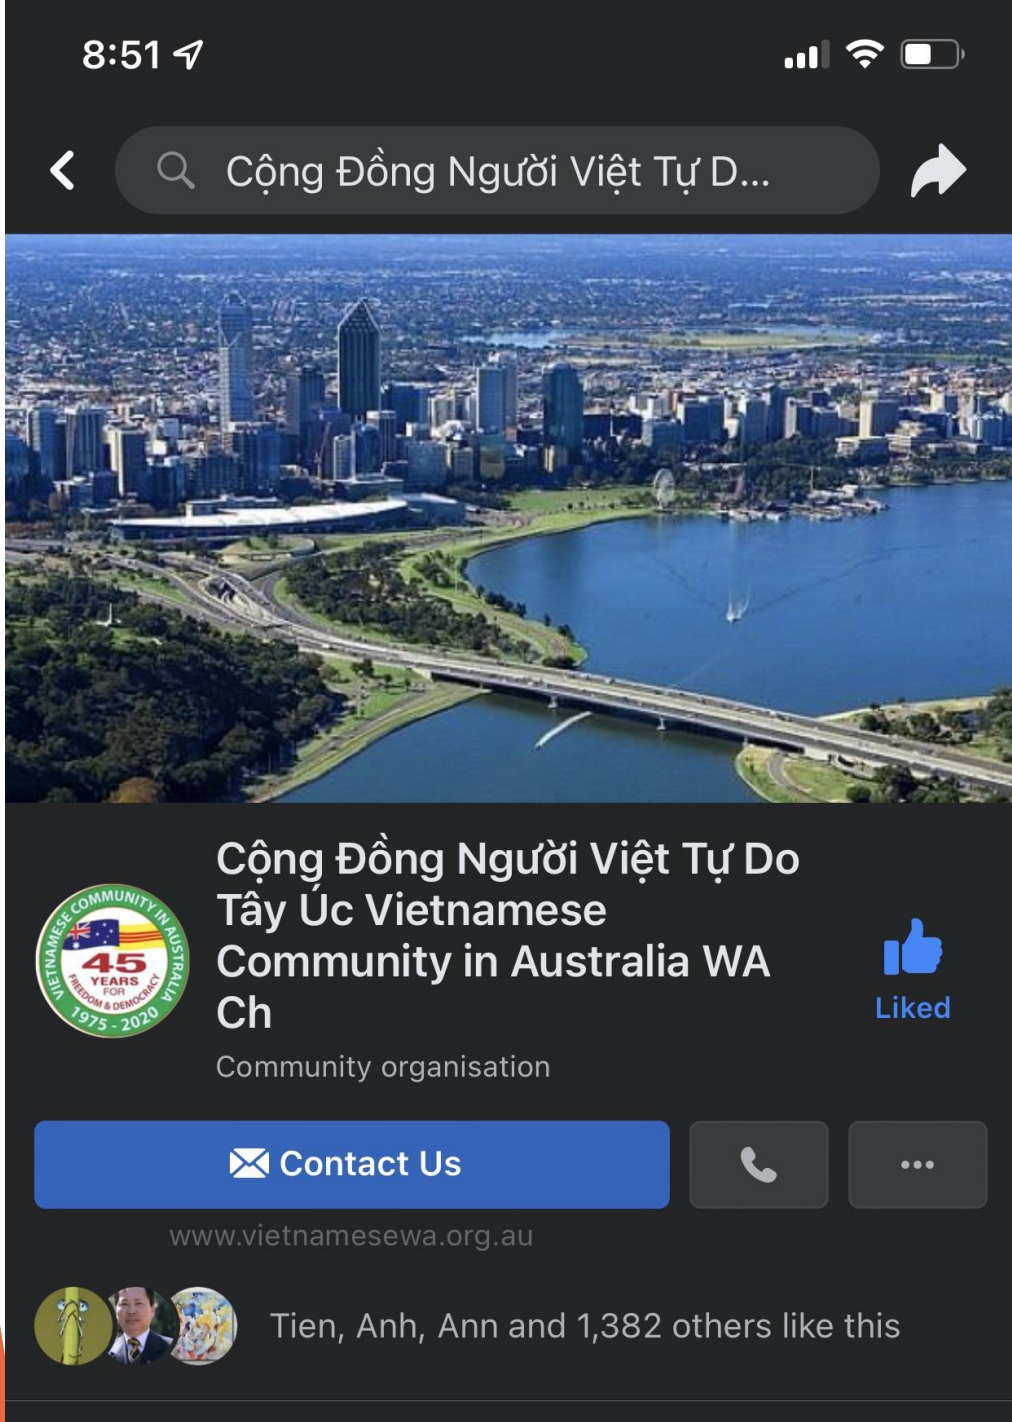 8:51
Cộng Đồng Người Việt Tự D...
Cộng Đồng Người Việt Tự Do
Tây Úc Vietnamese
Community in Australia WA
Ch
Community organisation
VIETNAMESE COMMUNITY IN AUSTRALIA
45
YEARS
FOR
FREEDOM & DEMOCRACY
1975 - 2020
Liked
Contact Us
www.vietnamesewa.org.au
Tien, Anh, Ann and 1,382 others like this